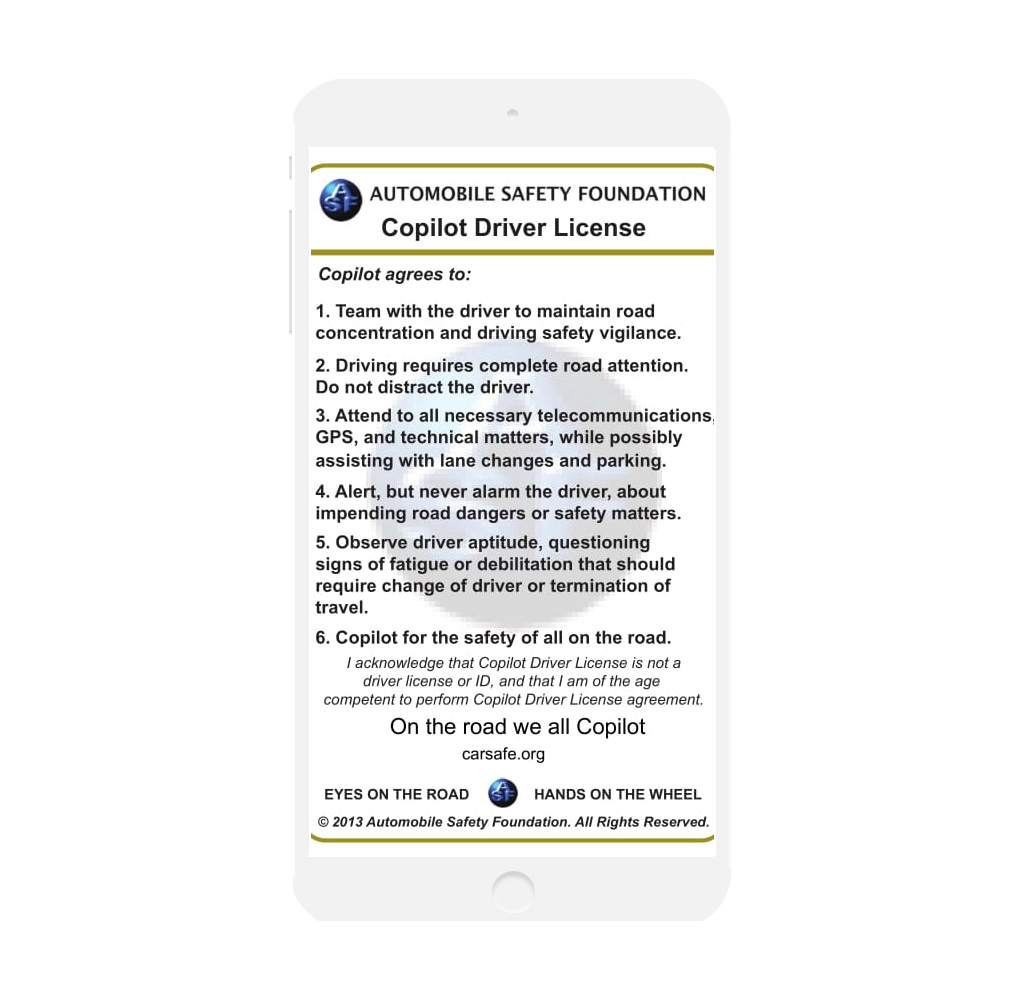 ASF
AUTOMOBILE SAFETY FOUNDATION
Copilot Driver License
Copilot agrees to:
1. Team with the driver to maintain road
concentration and driving safety vigilance.
2. Driving requires complete road attention.
Do not distract the driver.
3. Attend to all necessary telecommunications,
GPS, and technical matters, while possibly
assisting with lane changes and parking.
4. Alert, but never alarm the driver, about
impending road dangers or safety matters.
5. Observe driver aptitude, questioning
signs of fatigue or debilitation that should
require change of driver or termination of
travel.
6. Copilot for the safety of all on the road.
I acknowledge that Copilot Driver License is not a
driver license or ID, and that I am of the age
competent to perform Copilot Driver License agreement.
On the road we all Copilot
carsafe.org
EYES ON THE ROAD ASF HANDS ON THE WHEEL
© 2013 Automobile Safety Foundation. All Rights Reserved.